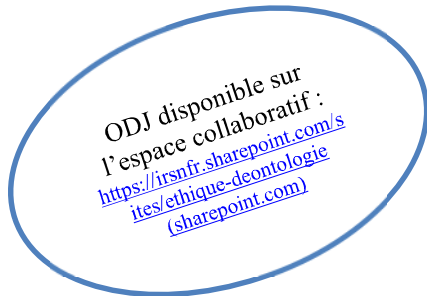 ODJ disponible sur
l'espace collaboratif :
https://irsnfr.sharepoint.com/s
ites/ethique-deontologie
(sharepoint.com)